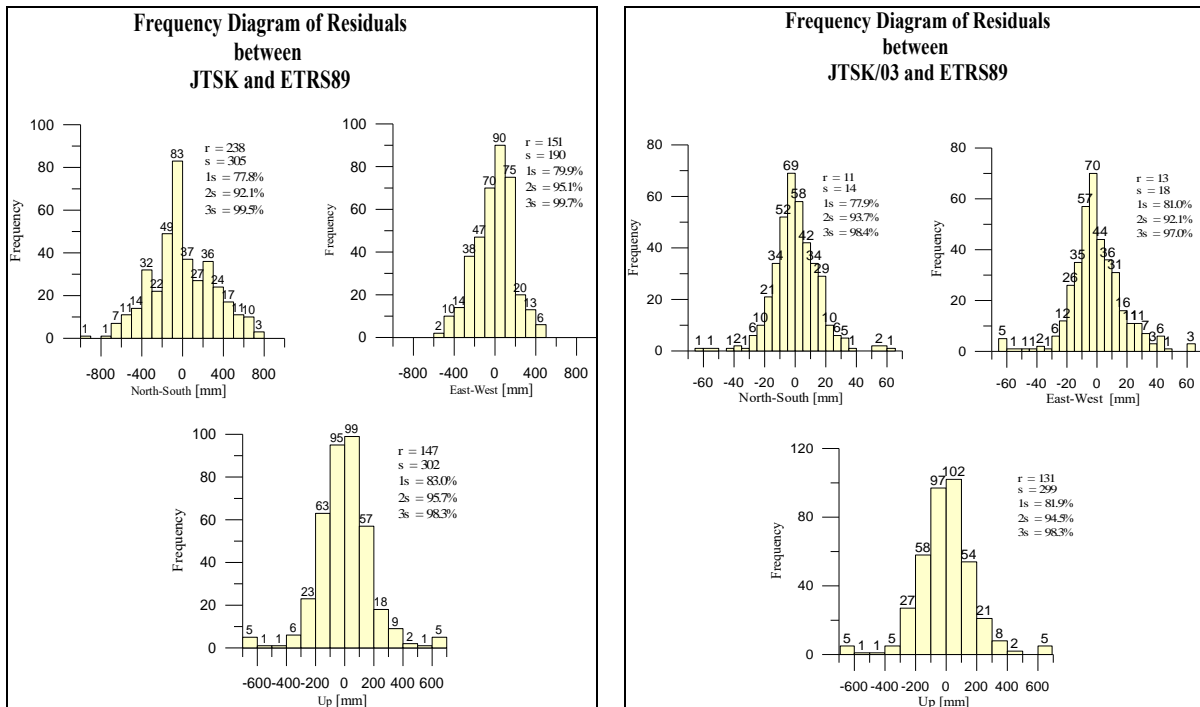 Frequency Diagram of Residuals
between
JTSK and ETRS89
100
80
60
40
20
0
Frequency
1 1 7 11 14 32 22 49 83 37 27 36 24 17 11 10 3
r = 238
s = 305
1s = 77.8%
2s = 92.1%
3s = 99.5%
-800 -400 0 400 800
North-South [mm]
100
80
60
40
20
0
Frequency
2 10 14 38 47 70 90 75 20 13 6
r = 151
s = 190
1s = 79.9%
2s = 95.1%
3s = 99.7%
-800 -400 0 400 800
East-West [mm]
100
80
60
40
20
0
Frequency
5 1 1 6 23 63 95 99 57 18 9 2 1 5
r = 147
s = 302
1s = 83.0%
2s = 95.7%
3s = 98.3%
-600 -400 -200 0 200 400 600
Up [mm]
Frequency Diagram of Residuals
between
JTSK/03 and ETRS89
80
60
40
20
0
Frequency
1 1 1 2 1 6 10 21 34 52 69 58 42 34 29 10 6 5 1 2 1
r = 11
s = 14
1s = 77.9%
2s = 93.7%
3s = 98.4%
-60 -40 -20 0 20 40 60
North-South [mm]
80
60
40
20
0
Frequency
5 1 1 1 2 1 6 12 26 35 57 70 44 36 31 16 11 11 7 3 6 1 3
r = 13
s = 18
1s = 81.0%
2s = 92.1%
3s = 97.0%
-60 -40 -20 0 20 40 60
East-West [mm]
120
80
40
0
Frequency
5 1 1 5 27 58 97 102 54 21 8 2 5
r = 131
s = 299
1s = 81.9%
2s = 94.5%
3s = 98.3%
-600 -400 -200 0 200 400 600
Up [mm]